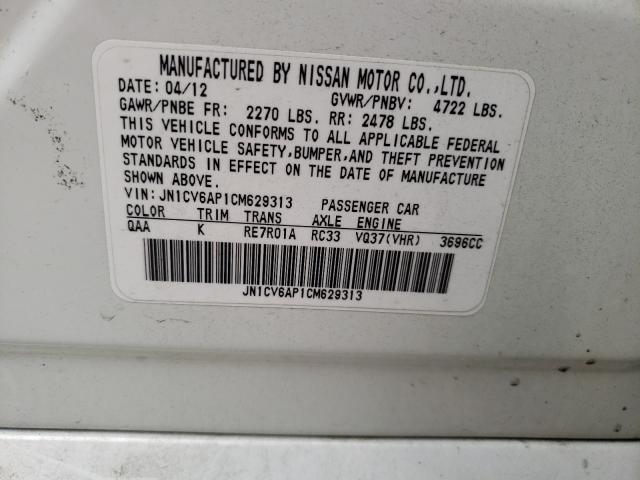 MANUFACTURED BY NISSAN MOTOR CO.,LTD.
DATE: 04/12 GVWR/PNBV: 4722 LBS.
GAWR/PNBE FR: 2270 LBS. RR: 2478 LBS.
THIS VEHICLE CONFORMS TO ALL APPLICABLE FEDERAL
MOTOR VEHICLE SAFETY,BUMPER,AND THEFT PREVENTION
STANDARDS IN EFFECT ON THE DATE OF MANUFACTURE
SHOWN ABOVE.
VIN: JN1CV6AP1CM629313 PASSENGER CAR
COLOR TRIM TRANS AXLE ENGINE
QAA K RE7R01A RC33 VQ37(VHR) 3696CC
JN1CV6AP1CM629313